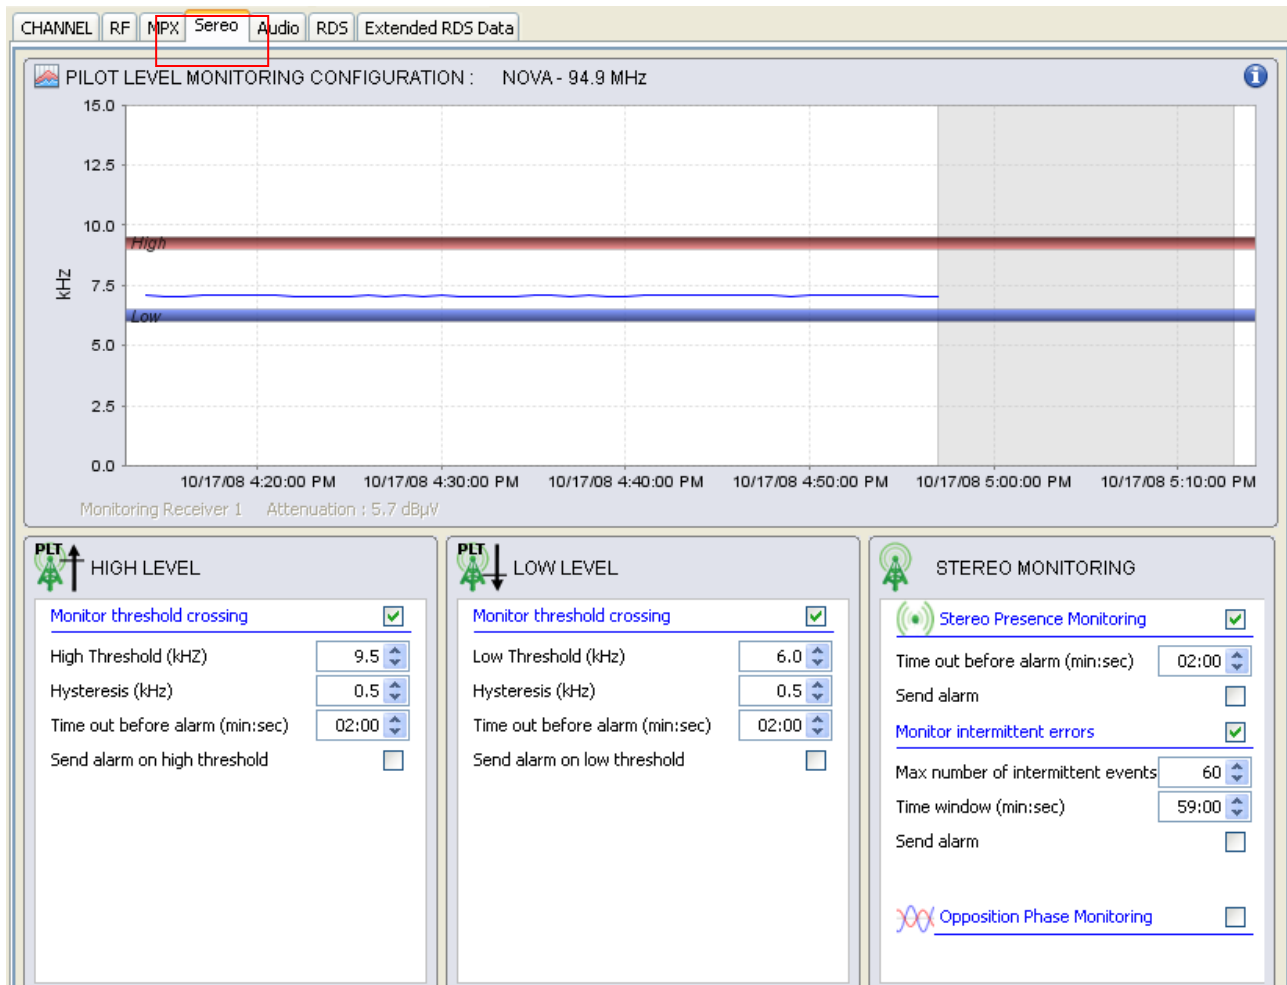 CHANNEL RF MPX Sereo Audio RDS Extended RDS Data
PILOT LEVEL MONITORING CONFIGURATION : NOVA - 94.9 MHz
15.0
12.5
10.0
High
kHz
7.5
Low
5.0
2.5
0.0
10/17/08 4:20:00 PM 10/17/08 4:30:00 PM 10/17/08 4:40:00 PM 10/17/08 4:50:00 PM 10/17/08 5:00:00 PM 10/17/08 5:10:00 PM
Monitoring Receiver 1 Attenuation : 5.7 dBµV
PLT
HIGH LEVEL
Monitor threshold crossing
High Threshold (kHZ) 9.5
Hysteresis (kHz) 0.5
Time out before alarm (min:sec) 02:00
Send alarm on high threshold
PLT
LOW LEVEL
Monitor threshold crossing
Low Threshold (kHz) 6.0
Hysteresis (kHz) 0.5
Time out before alarm (min:sec) 02:00
Send alarm on low threshold
STEREO MONITORING
Stereo Presence Monitoring
Time out before alarm (min:sec) 02:00
Send alarm
Monitor intermittent errors
Max number of intermittent events 60
Time window (min:sec) 59:00
Send alarm
Opposition Phase Monitoring